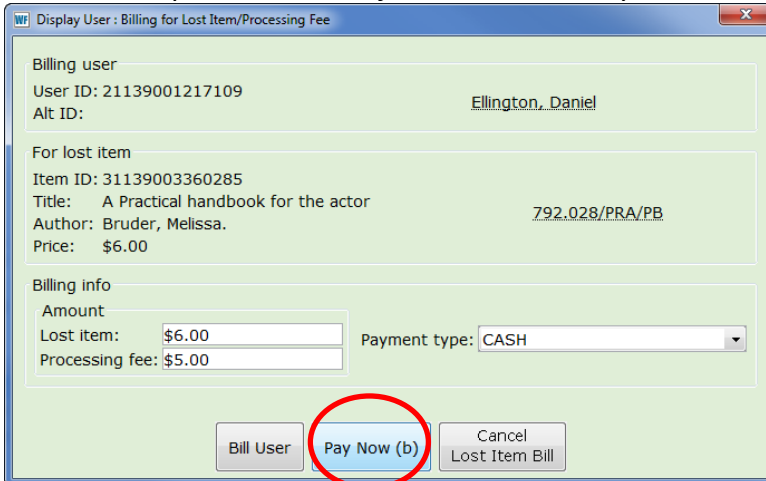 WF Display User : Billing for Lost Item/Processing Fee
x
Billing user
User ID: 21139001217109
Ellington, Daniel
Alt ID:
For lost item
Item ID: 31139003360285
Title: A Practical handbook for the actor
792.028/PRA/PB
Author: Bruder, Melissa.
Price: $6.00
Billing info
Amount
Lost item: $6.00
Payment type: CASH
Processing fee: $5.00
Bill User
Pay Now (b)
Cancel
Lost Item Bill